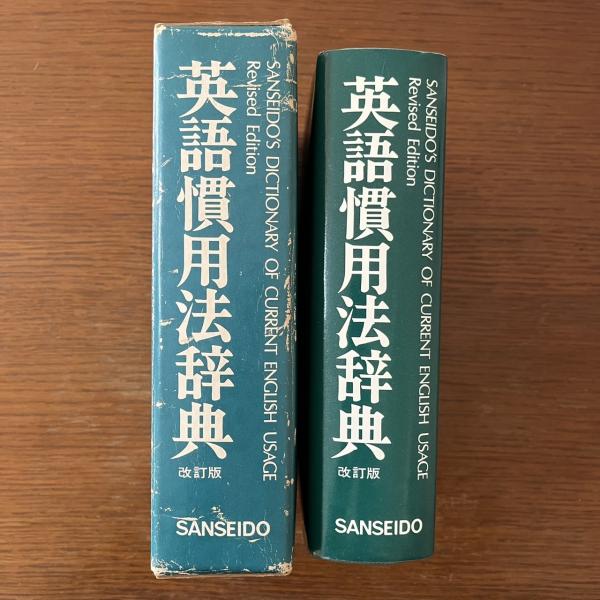 SANSEIDO'S DICTIONARY OF CURRENT ENGLISH USAGE
Revised Edition
英語慣用法辞典
改訂版
SANSEIDO
SANSEIDO'S DICTIONARY OF CURRENT ENGLISH USAGE
Revised Edition
英語慣用法辞典
改訂版
SANSEIDO